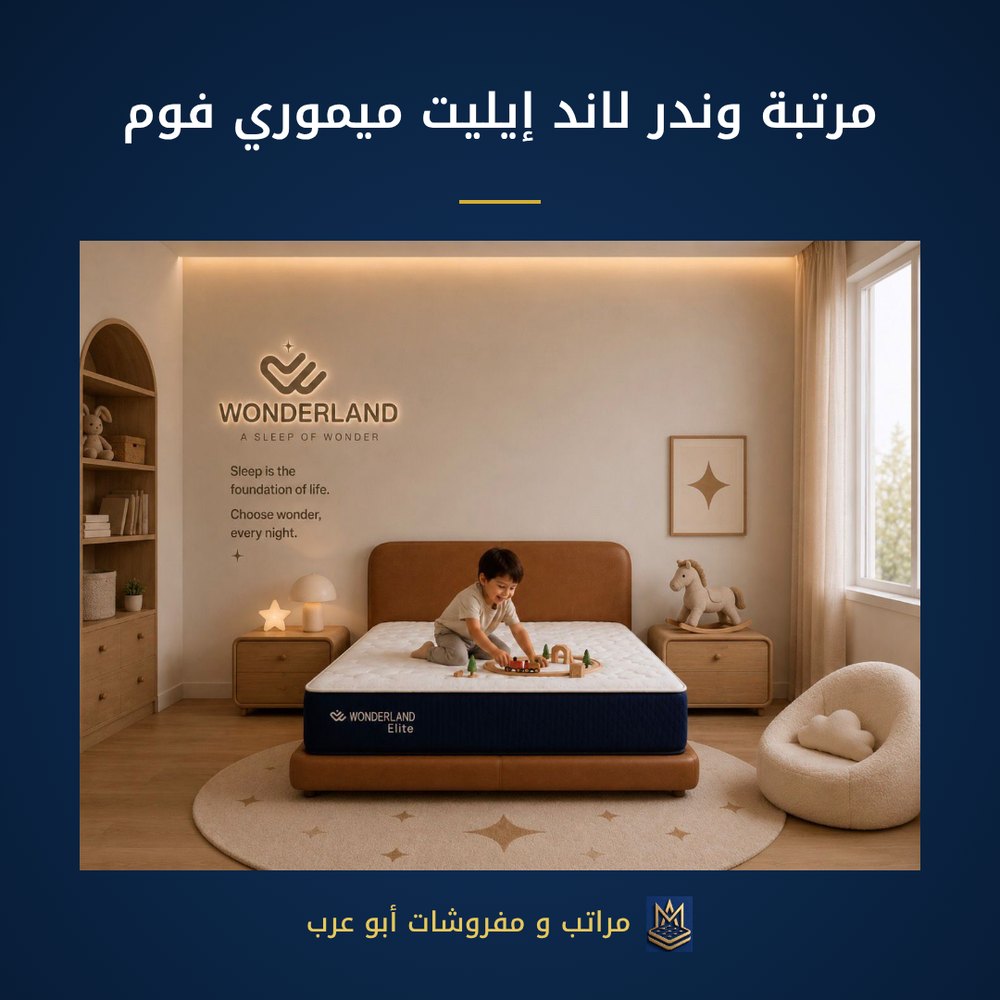 مرتبة وندر لاند إيليت ميموري فوم
WONDERLAND
A SLEEP OF WONDER
Sleep is the
foundation of life.
Choose wonder,
every night.
WONDERLAND
Elite
مراتب و مفروشات أبو عرب